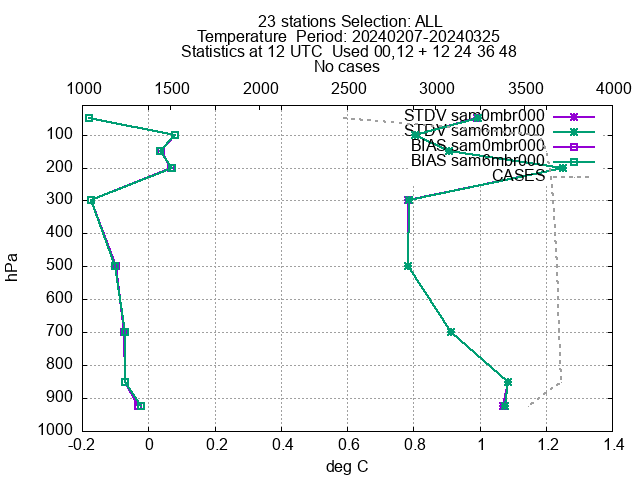 23 stations Selection: ALL
Temperature Period: 20240207-20240325
Statistics at 12 UTC Used 00,12 + 12 24 36 48
No cases
1000 1500 2000 2500 3000 3500 4000
STDV sam0mbr000
STDV sam6mbr000
BIAS sam0mbr000
BIAS sam6mbr000
CASES
100
200
300
400
500
600
700
800
900
1000
hPa
-0.2 0 0.2 0.4 0.6 0.8 1 1.2 1.4
deg C